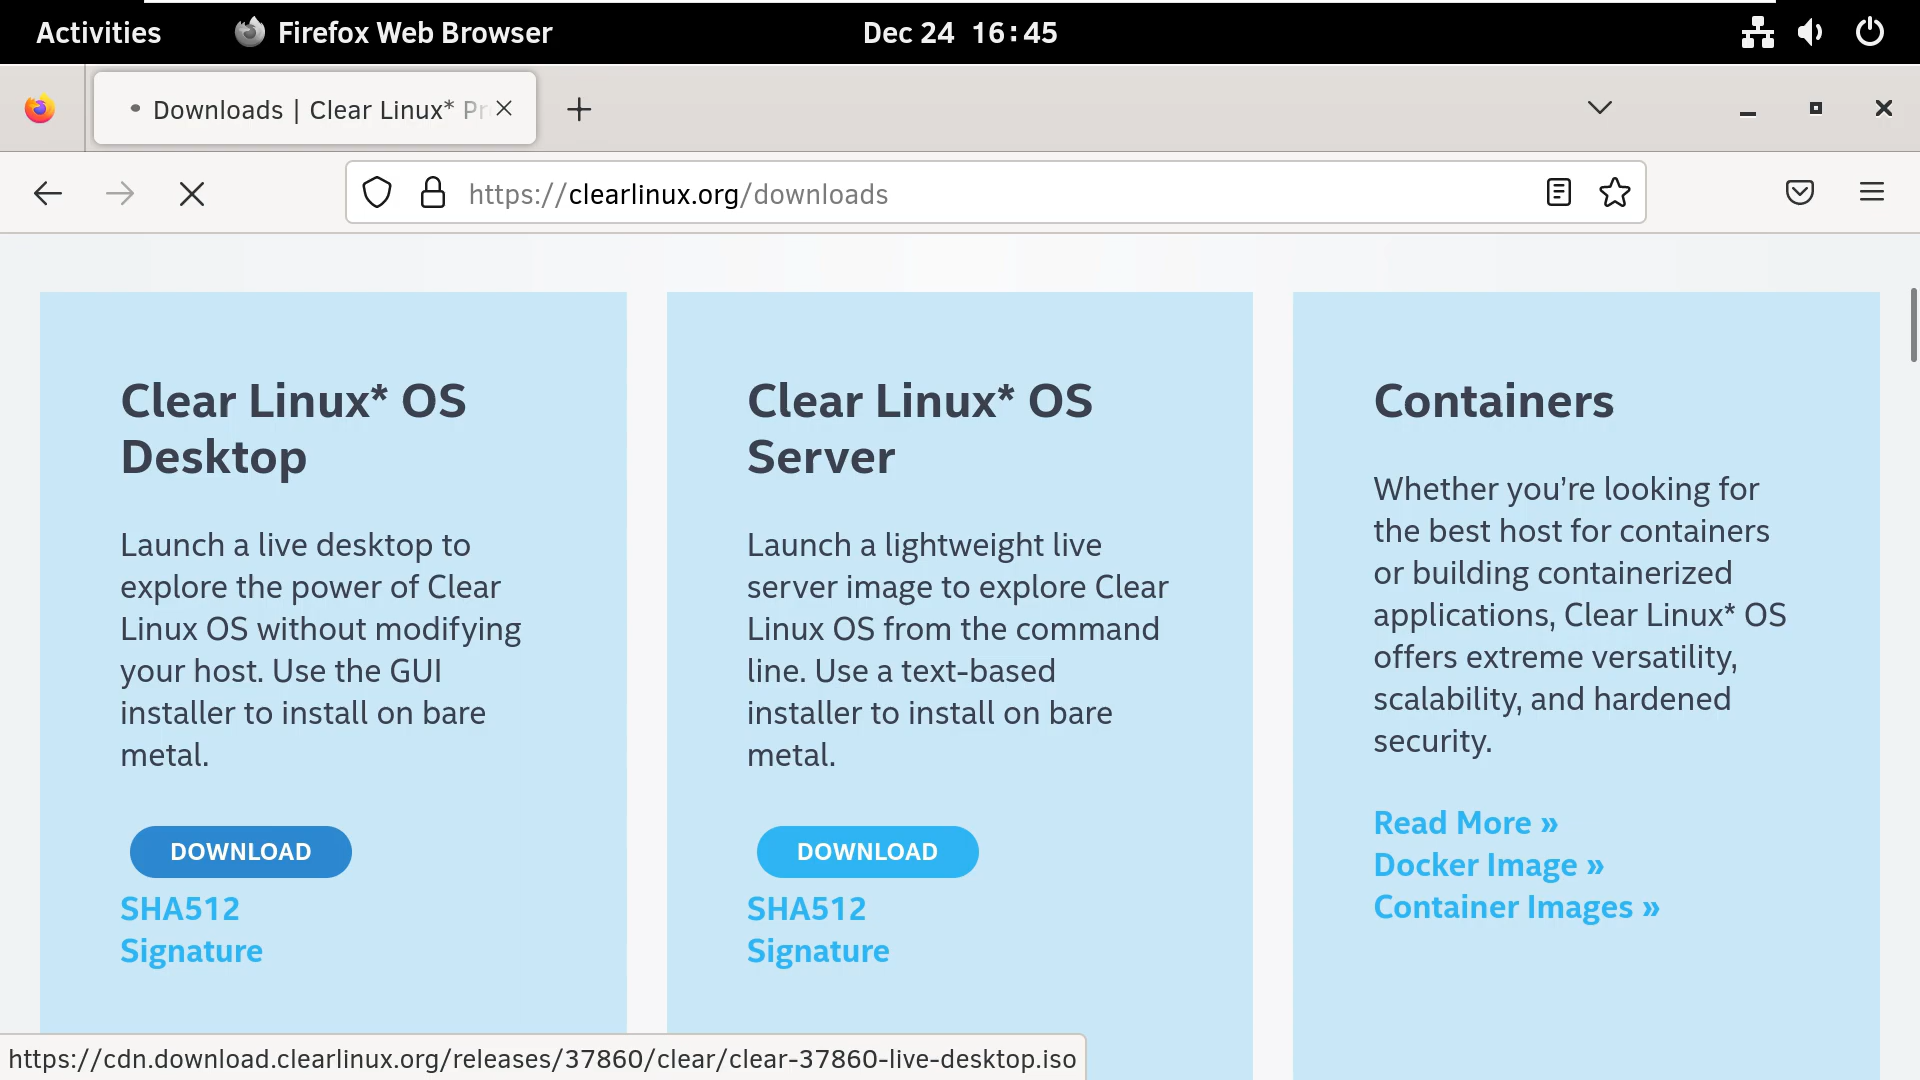 Activities Firefox Web Browser Dec 24 16:45
Downloads | Clear Linux* Pr
https://clearlinux.org/downloads
Clear Linux* OS
Desktop
Launch a live desktop to
explore the power of Clear
Linux OS without modifying
your host. Use the GUI
installer to install on bare
metal.
DOWNLOAD
SHA512
Signature
Clear Linux* OS
Server
Launch a lightweight live
server image to explore Clear
Linux OS from the command
line. Use a text-based
installer to install on bare
metal.
DOWNLOAD
SHA512
Signature
Containers
Whether you’re looking for
the best host for containers
or building containerized
applications, Clear Linux* OS
offers extreme versatility,
scalability, and hardened
security.
Read More »
Docker Image »
Container Images »
https://cdn.download.clearlinux.org/releases/37860/clear/clear-37860-live-desktop.iso